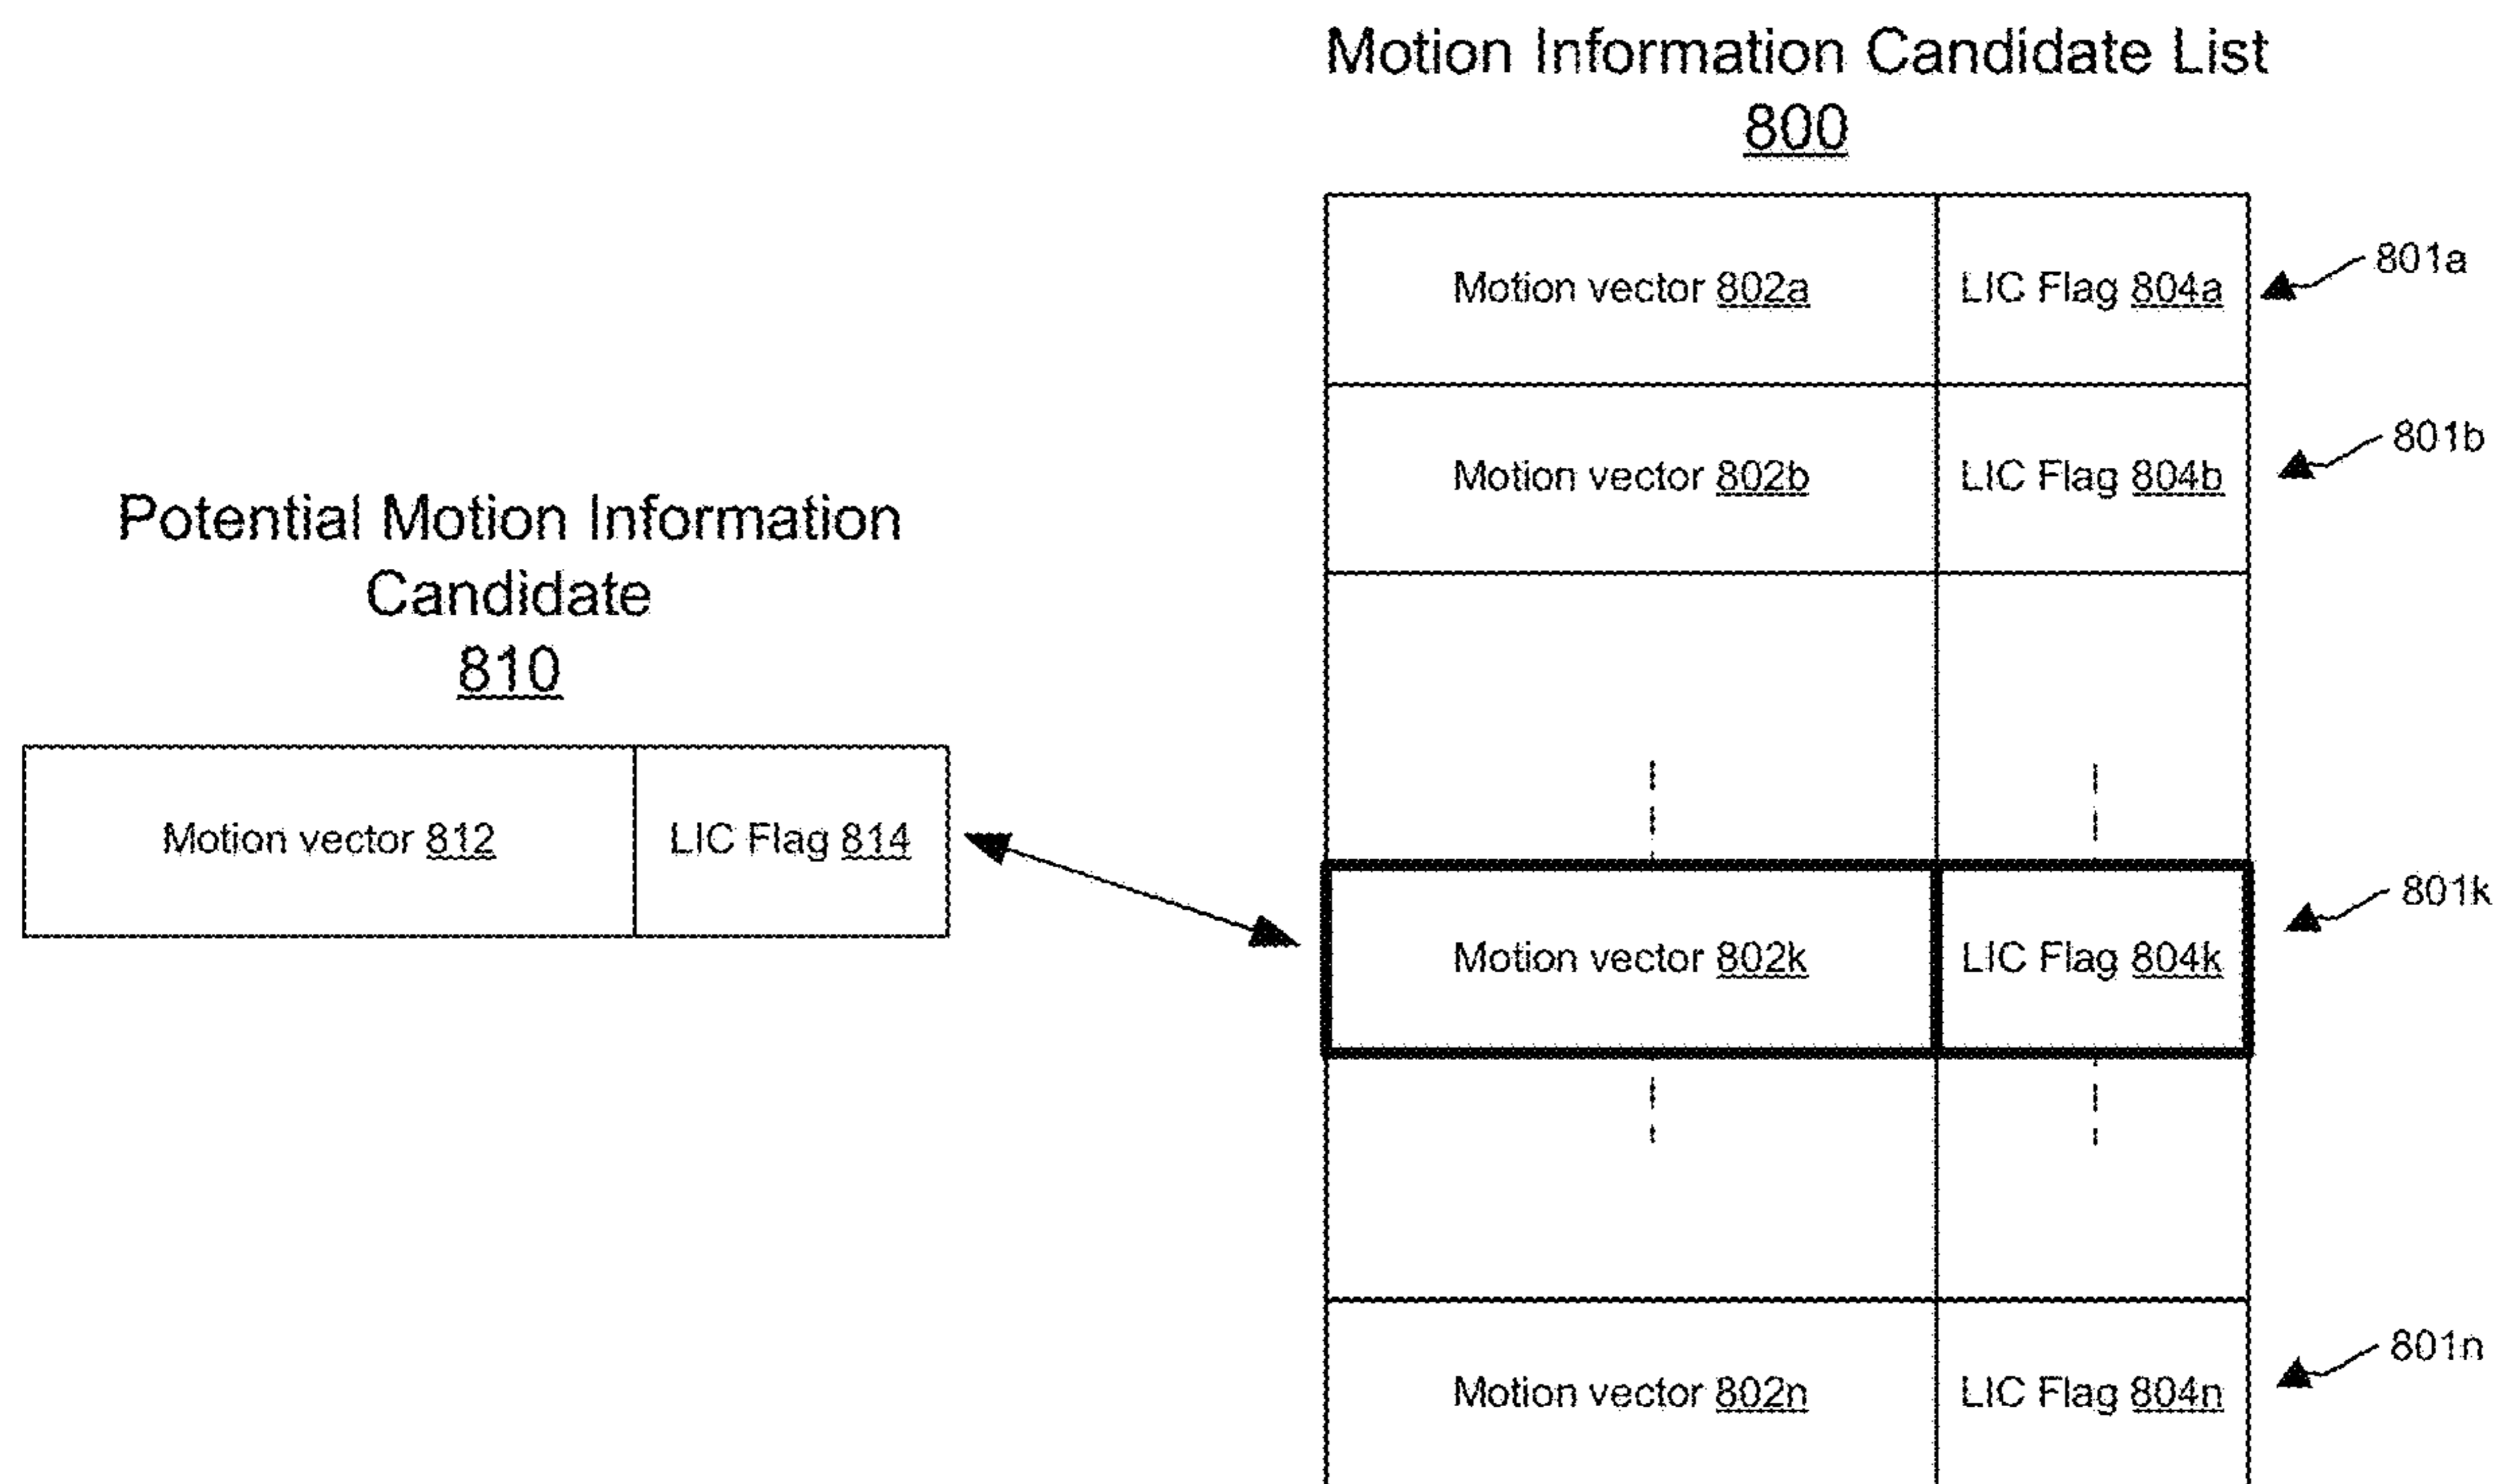 Motion Information Candidate List
800
Motion vector 802a LIC Flag 804a 801a
Motion vector 802b LIC Flag 804b 801b
Potential Motion Information
Candidate
810
Motion vector 812 LIC Flag 814
Motion vector 802k LIC Flag 804k 801k
Motion vector 802n LIC Flag 804n 801n